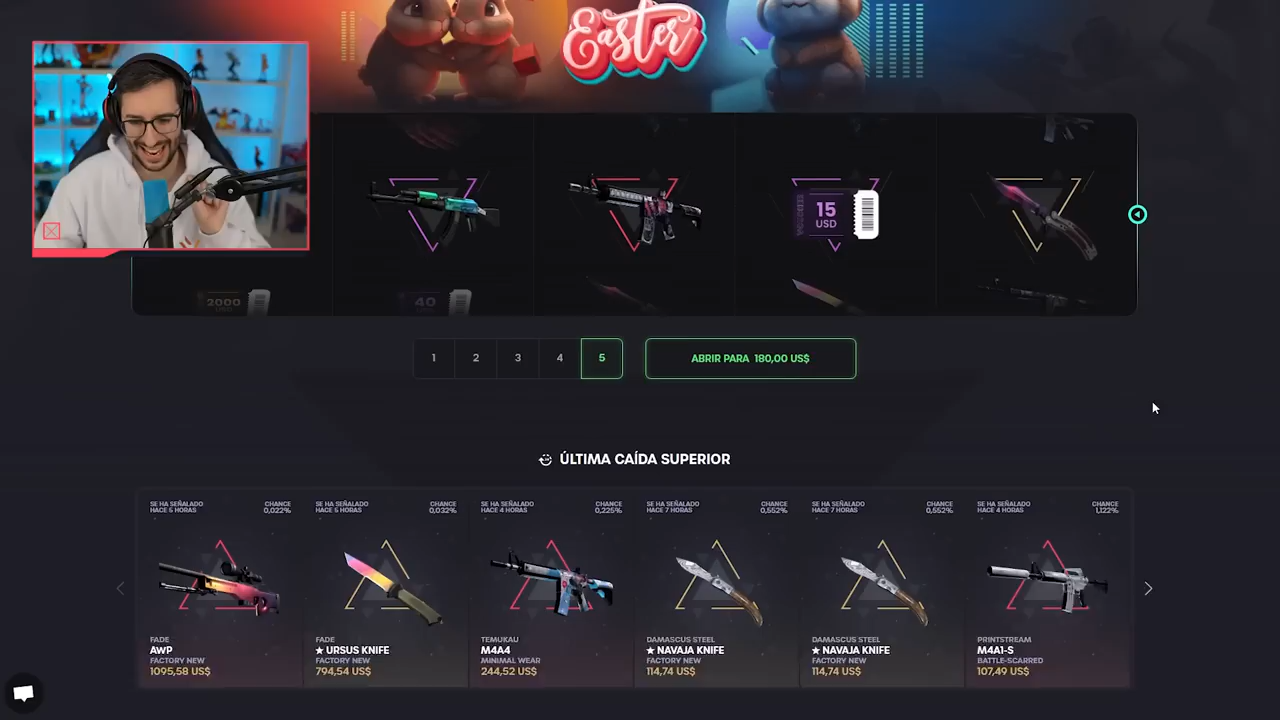 Easter
15
USD
2000
40
1 2 3 4 5
ABRIR PARA 180,00 US$
ÚLTIMA CAÍDA SUPERIOR
SE HA SEÑALADO CHANCE
HACE 5 HORAS 0,022%
FADE
AWP
FACTORY NEW
1095,58 US$
SE HA SEÑALADO CHANCE
HACE 5 HORAS 0,032%
FADE
★ URSUS KNIFE
FACTORY NEW
794,54 US$
SE HA SEÑALADO CHANCE
HACE 4 HORAS 0,225%
TEMUKAU
M4A4
MINIMAL WEAR
244,52 US$
SE HA SEÑALADO CHANCE
HACE 7 HORAS 0,552%
DAMASCUS STEEL
★ NAVAJA KNIFE
FACTORY NEW
114,74 US$
SE HA SEÑALADO CHANCE
HACE 7 HORAS 0,552%
DAMASCUS STEEL
★ NAVAJA KNIFE
FACTORY NEW
114,74 US$
SE HA SEÑALADO CHANCE
HACE 4 HORAS 1,122%
PRINTSTREAM
M4A1-S
BATTLE-SCARRED
107,49 US$